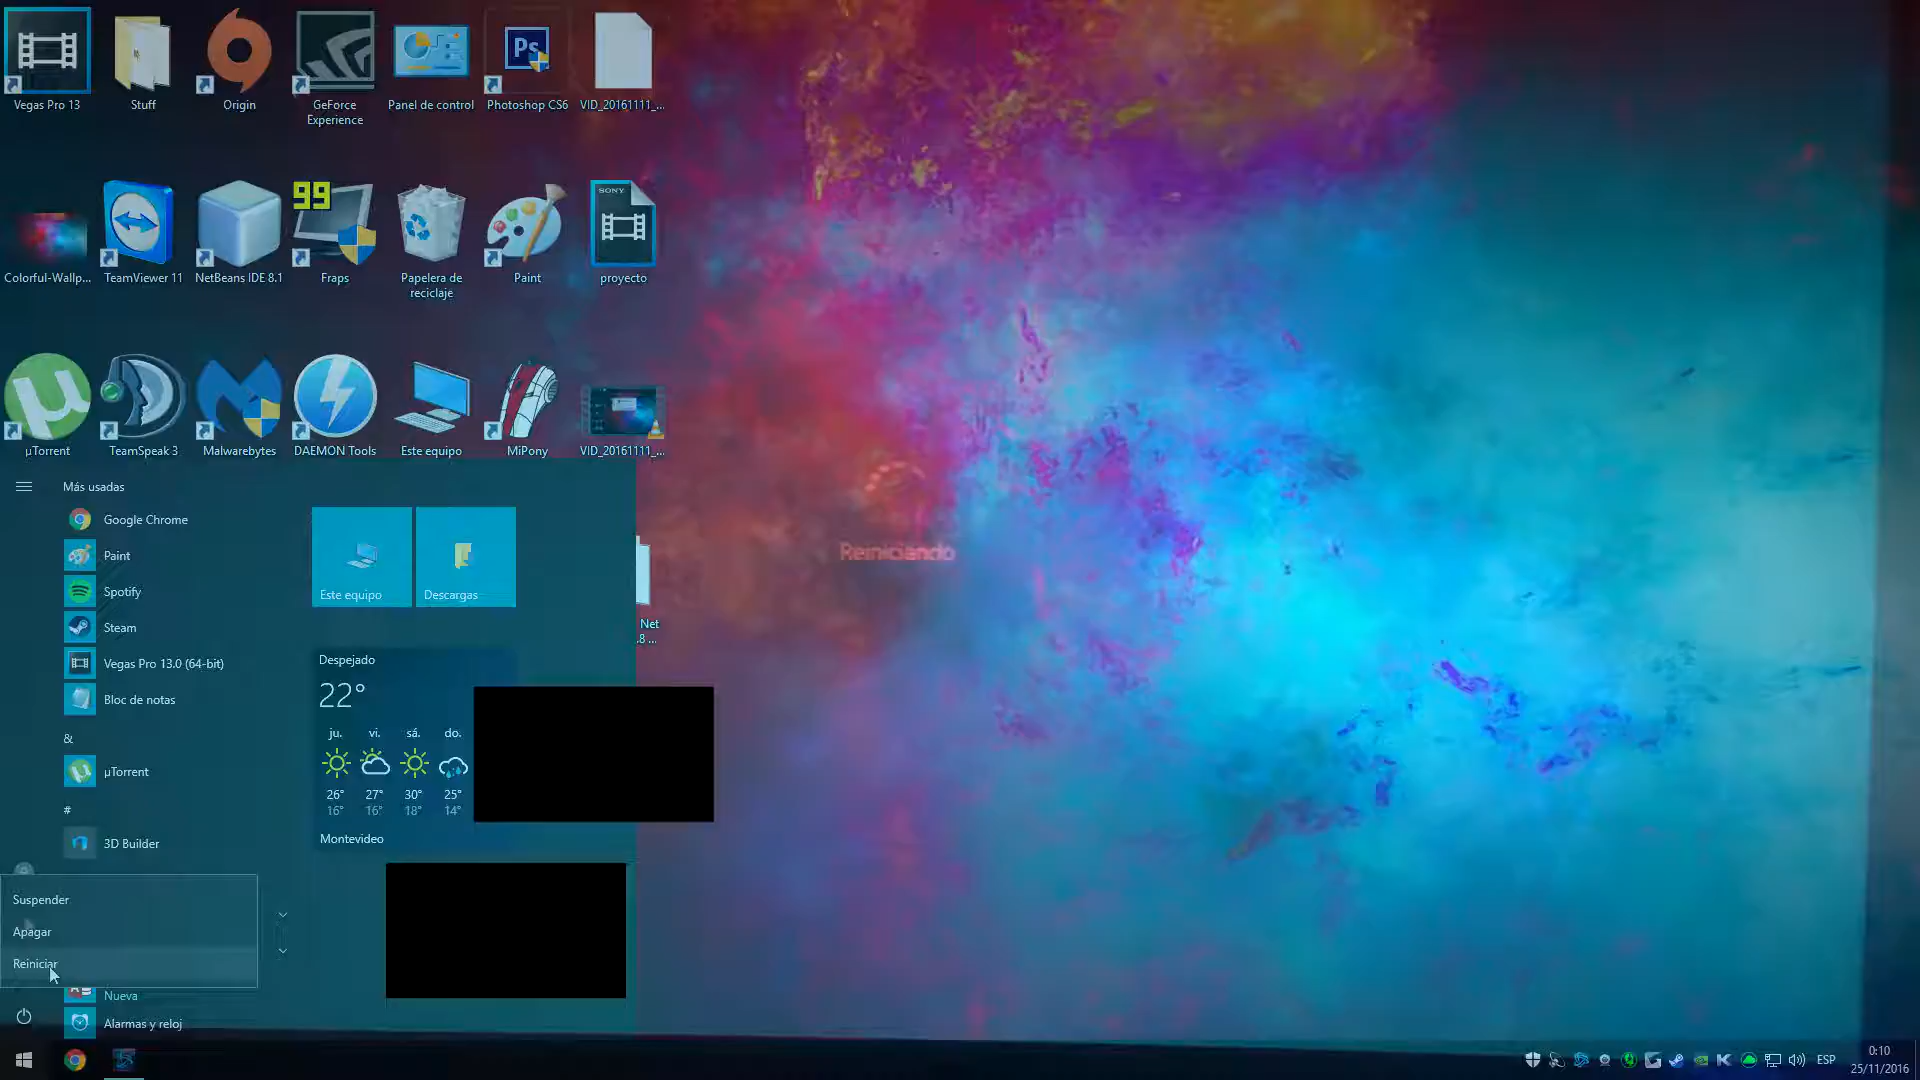 Vegas Pro 13
Stuff
Origin
GeForce
Experience
Panel de control
Ps
Photoshop CS6
VID_20161111_...
Colorful-Wallp...
TeamViewer 11
NetBeans IDE 8.1
99
Fraps
Papelera de
reciclaje
Paint
SONY
proyecto
µTorrent
TeamSpeak 3
Malwarebytes
DAEMON Tools
Este equipo
MiPony
VID_20161111_...
Más usadas
Google Chrome
Paint
Spotify
Steam
Vegas Pro 13.0 (64-bit)
Bloc de notas
&
µTorrent
#
3D Builder
Suspender
Apagar
Reiniciar
Nueva
Alarmas y reloj
Este equipo
Descargas
Despejado
22°
ju. vi. sá. do.
26° 27° 30° 25°
16° 16° 18° 14°
Montevideo
Net
.8 ...
Reiniciando
ESP
0:10
25/11/2016